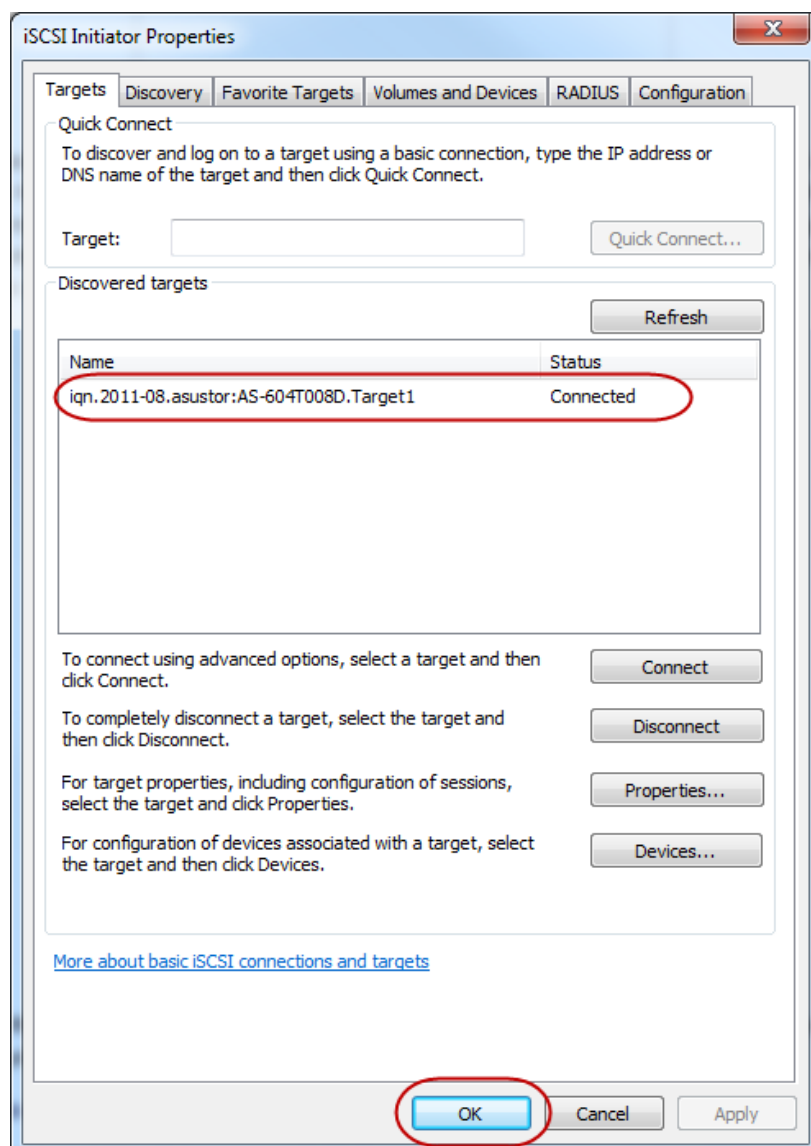 iSCSI Initiator Properties
Targets Discovery Favorite Targets Volumes and Devices RADIUS Configuration
Quick Connect
To discover and log on to a target using a basic connection, type the IP address or
DNS name of the target and then click Quick Connect.
Target: Quick Connect...
Discovered targets
Refresh
Name Status
iqn.2011-08.asustor:AS-604T008D.Target1 Connected
To connect using advanced options, select a target and then
click Connect.
Connect
To completely disconnect a target, select the target and
then click Disconnect.
Disconnect
For target properties, including configuration of sessions,
select the target and click Properties.
Properties...
For configuration of devices associated with a target, select
the target and then click Devices.
Devices...
More about basic iSCSI connections and targets
OK Cancel Apply